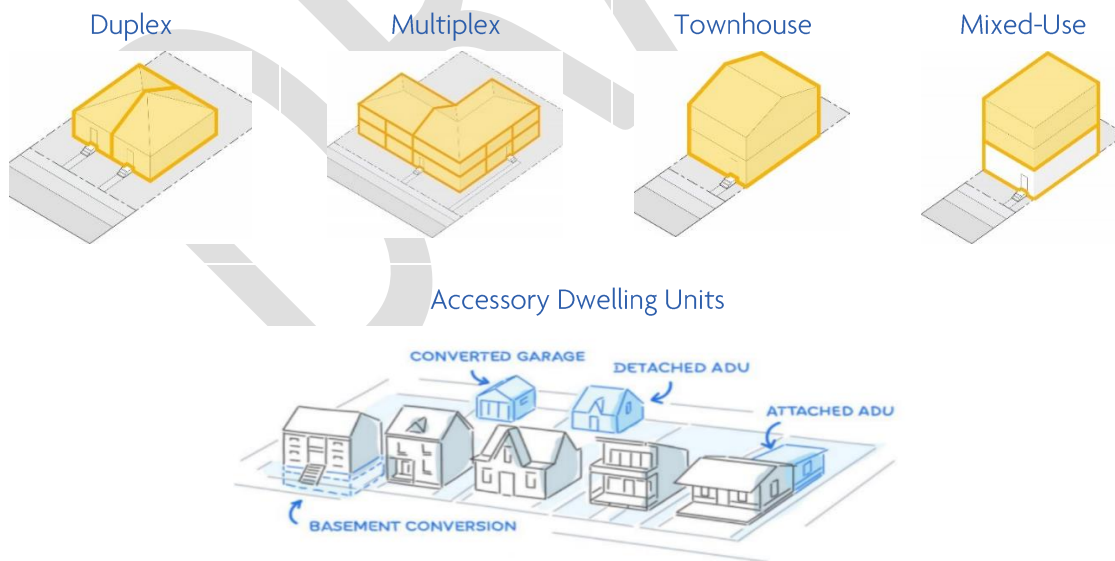 Duplex
Multiplex
Townhouse
Mixed-Use
Accessory Dwelling Units
CONVERTED GARAGE
DETACHED ADU
ATTACHED ADU
BASEMENT CONVERSION